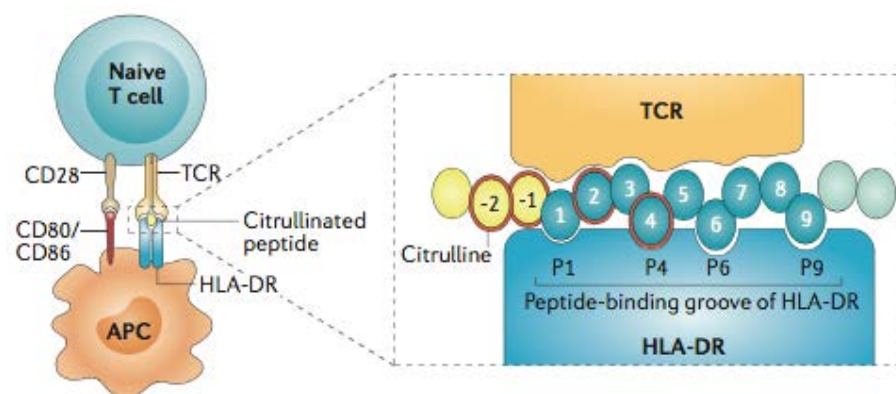 Naive
T cell
CD28
TCR
CD80/
CD86
Citrullinated
peptide
HLA-DR
APC
TCR
-2
-1
1
2
3
4
5
6
7
8
9
Citrulline
P1
P4
P6
P9
Peptide-binding groove of HLA-DR
HLA-DR